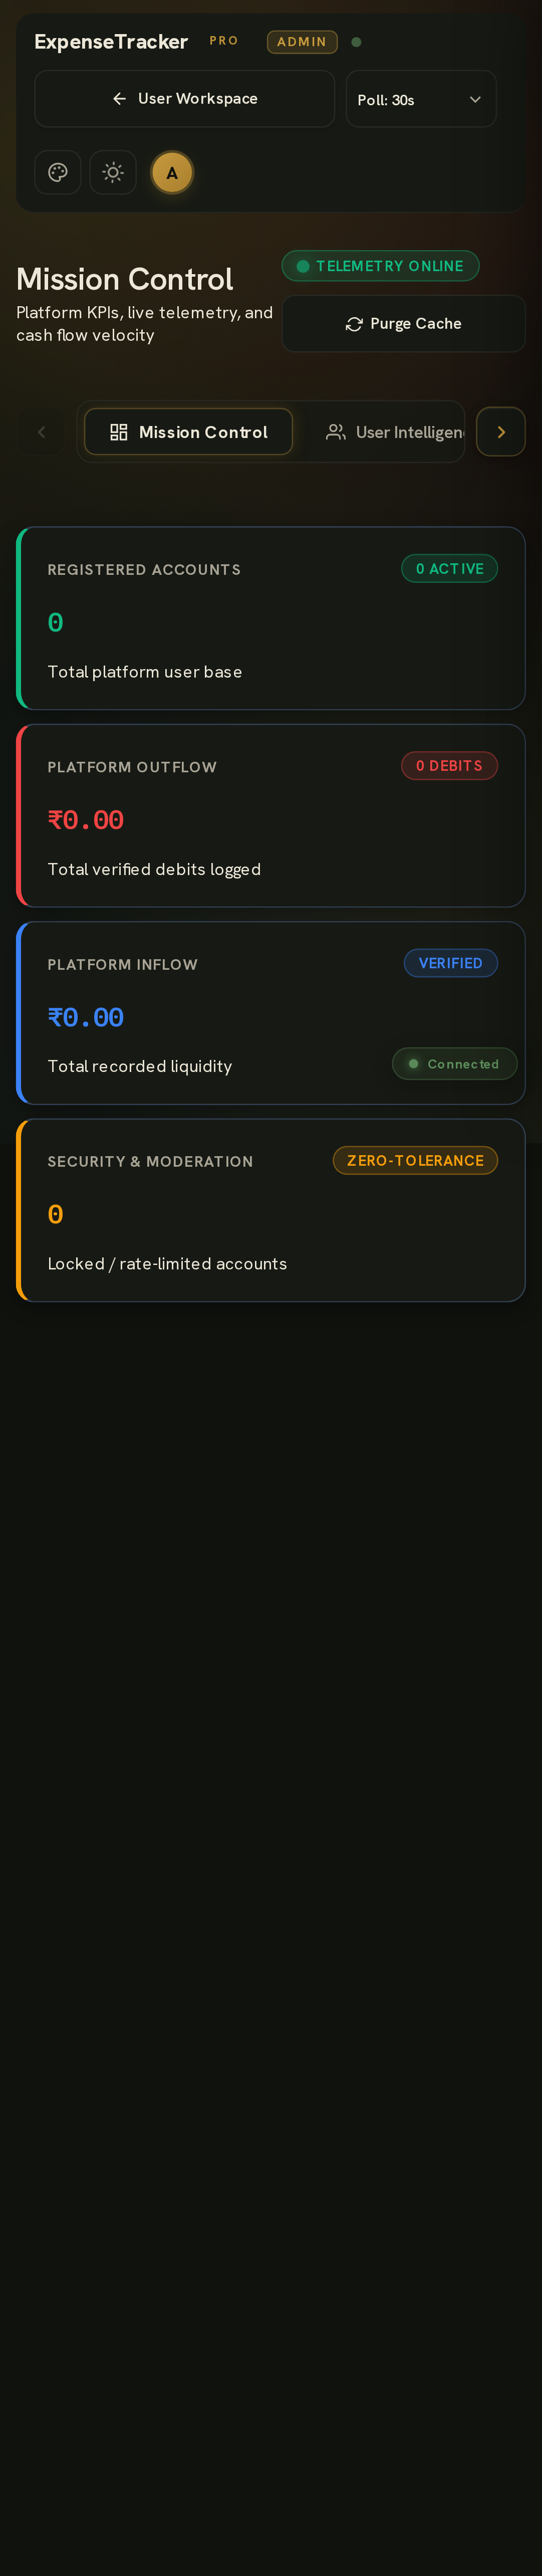 ExpenseTracker PRO ADMIN
User Workspace
Poll: 30s
A
Mission Control
Platform KPIs, live telemetry, and
cash flow velocity
TELEMETRY ONLINE
Purge Cache
Mission Control
User Intelligen
REGISTERED ACCOUNTS
0 ACTIVE
0
Total platform user base
PLATFORM OUTFLOW
0 DEBITS
₹0.00
Total verified debits logged
PLATFORM INFLOW
VERIFIED
₹0.00
Total recorded liquidity
Connected
SECURITY & MODERATION
ZERO-TOLERANCE
0
Locked / rate-limited accounts